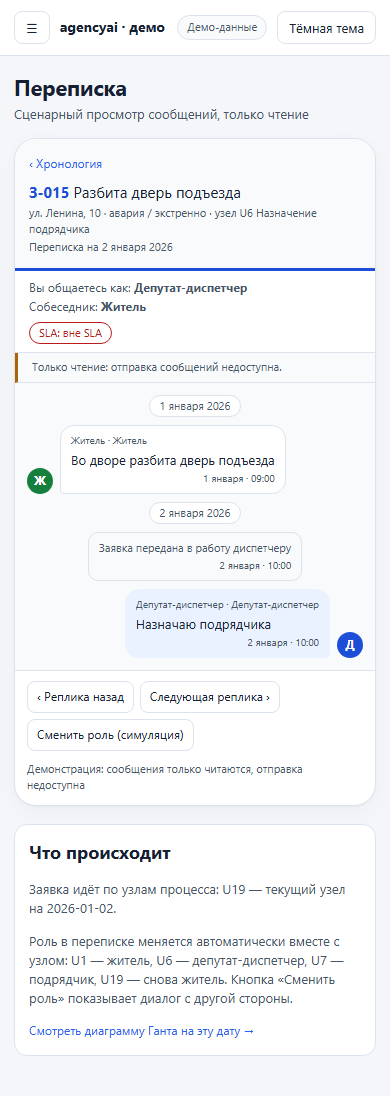 ☰ agencyai · демо Демо-данные Тёмная тема
Переписка
Сценарный просмотр сообщений, только чтение
‹ Хронология
З-015 Разбита дверь подъезда
ул. Ленина, 10 · авария / экстренно · узел U6 Назначение
подрядчика
Переписка на 2 января 2026
Вы общаетесь как: Депутат-диспетчер
Собеседник: Житель
SLA: вне SLA
Только чтение: отправка сообщений недоступна.
1 января 2026
Житель · Житель
Во дворе разбита дверь подъезда
1 января · 09:00
Ж
2 января 2026
Заявка передана в работу диспетчеру
2 января · 10:00
Депутат-диспетчер · Депутат-диспетчер
Назначаю подрядчика
2 января · 10:00
Д
‹ Реплика назад Следующая реплика ›
Сменить роль (симуляция)
Демонстрация: сообщения только читаются, отправка
недоступна
Что происходит
Заявка идёт по узлам процесса: U19 — текущий узел
на 2026-01-02.
Роль в переписке меняется автоматически вместе с
узлом: U1 — житель, U6 — депутат-диспетчер, U7 —
подрядчик, U19 — снова житель. Кнопка «Сменить
роль» показывает диалог с другой стороны.
Смотреть диаграмму Ганта на эту дату →